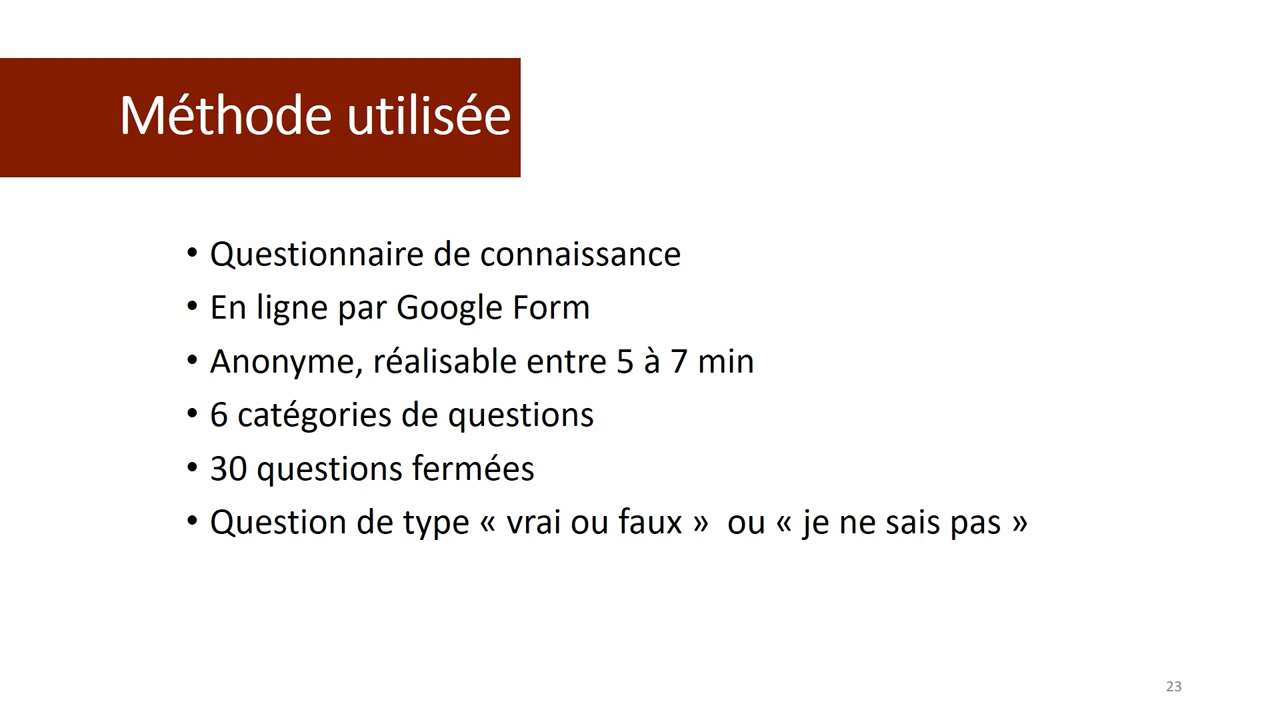 Méthode utilisée
• Questionnaire de connaissance
• En ligne par Google Form
• Anonyme, réalisable entre 5 à 7 min
• 6 catégories de questions
• 30 questions fermées
• Question de type « vrai ou faux »  ou « je ne sais pas »
23